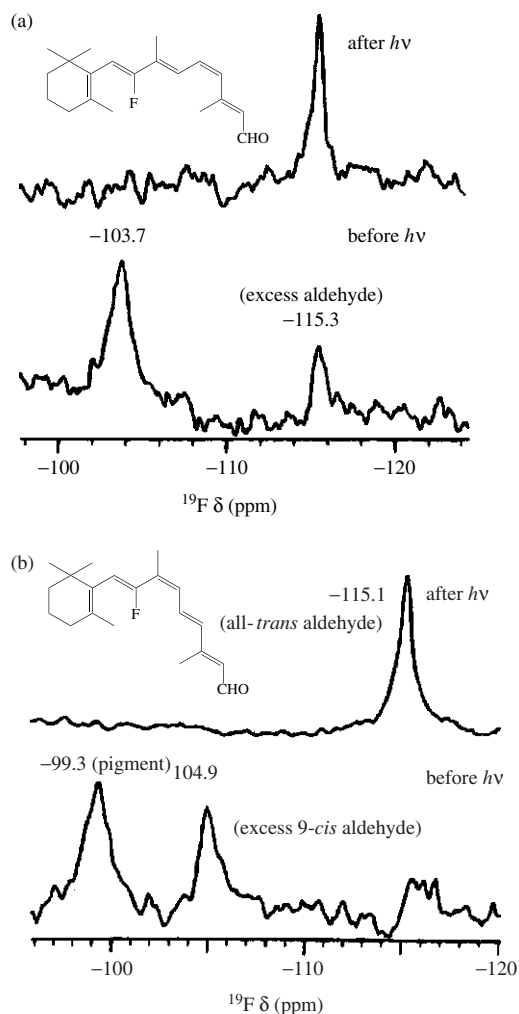 (a)
after hν
F
CHO
−103.7
before hν
(excess aldehyde)
−115.3
−100
−110
−120
¹⁹F δ (ppm)
(b)
−115.1
after hν
F
(all-trans aldehyde)
CHO
−99.3 (pigment)
104.9
before hν
(excess 9-cis aldehyde)
−100
−110
−120
¹⁹F δ (ppm)